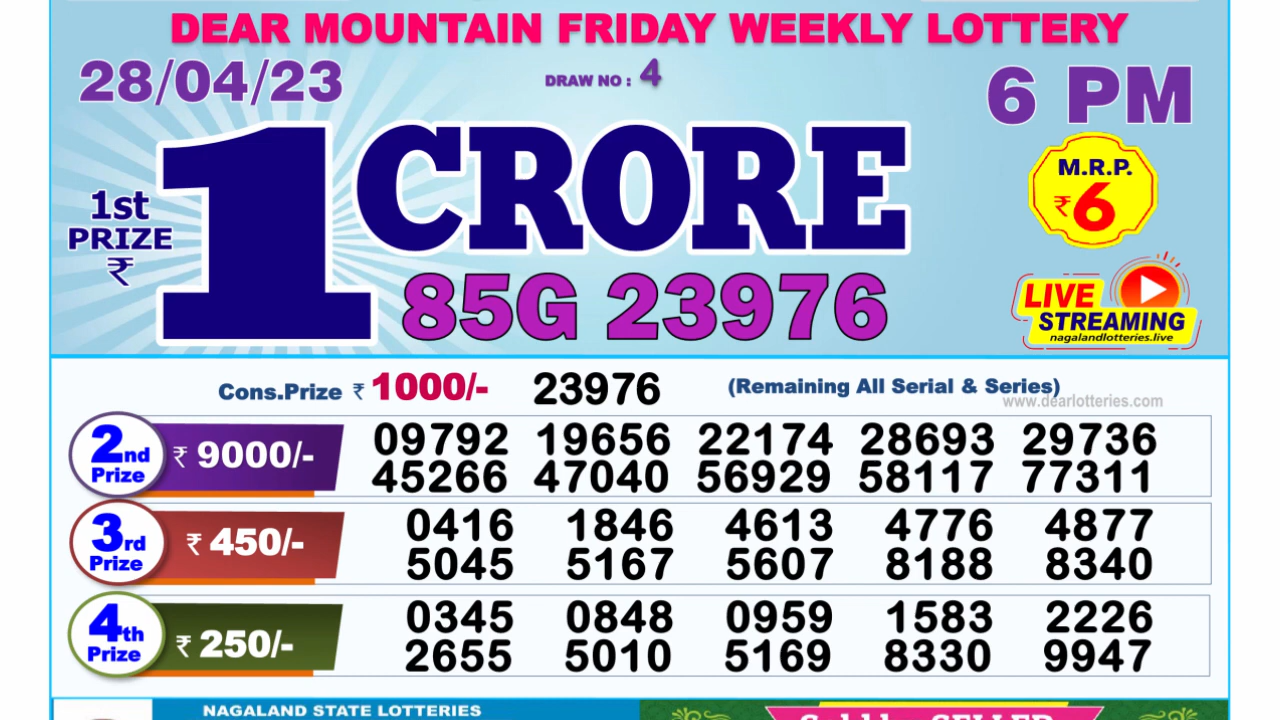 DEAR MOUNTAIN FRIDAY WEEKLY LOTTERY
28/04/23
DRAW NO : 4
6 PM
1st
PRIZE
₹
1 CRORE
85G 23976
M.R.P.
₹6
LIVE
STREAMING
nagalandlotteries.live
Cons.Prize ₹ 1000/- 23976 (Remaining All Serial & Series)
www.dearlotteries.com
2nd
Prize
₹ 9000/-
09792 19656 22174 28693 29736
45266 47040 56929 58117 77311
3rd
Prize
₹ 450/-
0416 1846 4613 4776 4877
5045 5167 5607 8188 8340
4th
Prize
₹ 250/-
0345 0848 0959 1583 2226
2655 5010 5169 8330 9947
NAGALAND STATE LOTTERIES
SELLER